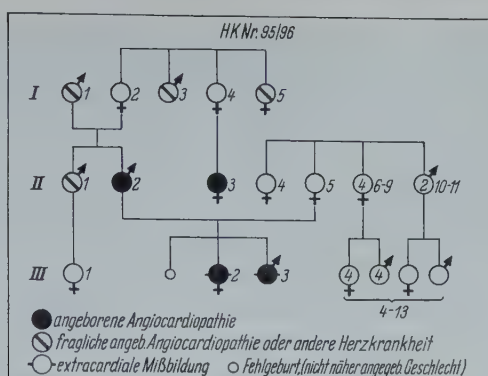 HK Nr. 95/96
I 1 2 3 4 5
II 1 2 3 4 5 4 6-9 2 10-11
III 1 2 3 4 4
4-13
angeborene Angiocardiopathie
fragliche angeb. Angiocardiopathie oder andere Herzkrankheit
extracardiale Mißbildung Fehlgeburt, (nicht näher angegeb. Geschlecht)